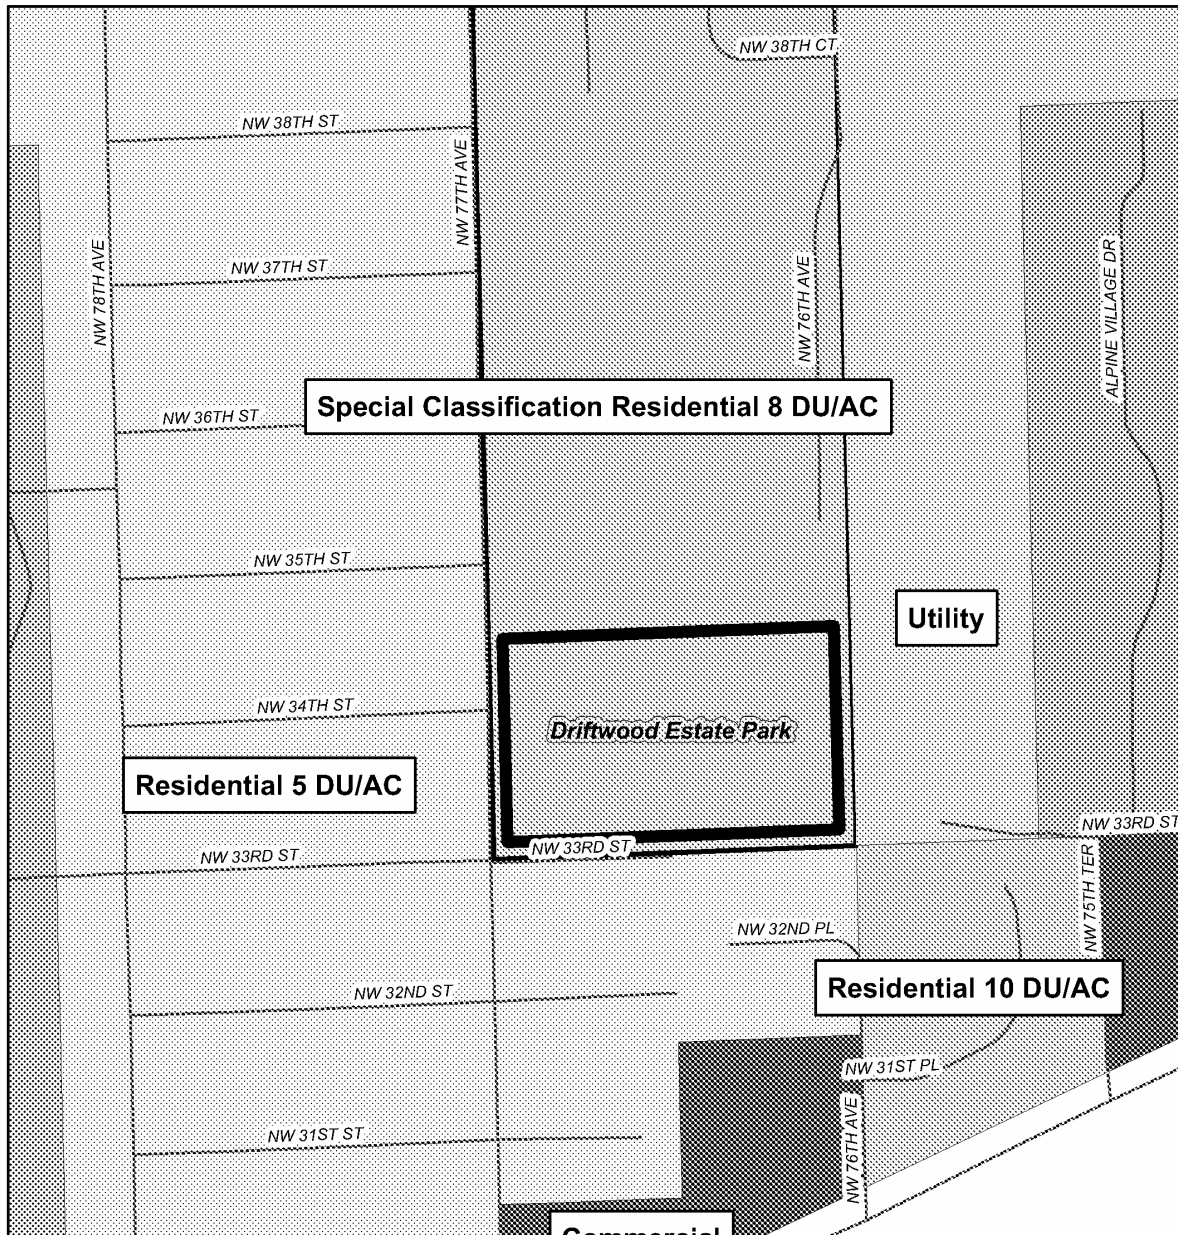 NW 38TH CT
NW 38TH ST
NW 77TH AVE
NW 78TH AVE
NW 37TH ST
NW 76TH AVE
ALPINE VILLAGE DR
Special Classification Residential 8 DU/AC
NW 36TH ST
NW 35TH ST
Utility
NW 34TH ST
Driftwood Estate Park
Residential 5 DU/AC
NW 33RD ST
NW 33RD ST
NW 33RD ST
NW 75TH TER
NW 32ND PL
NW 32ND ST
Residential 10 DU/AC
NW 31ST PL
NW 76TH AVE
NW 31ST ST
Commercial